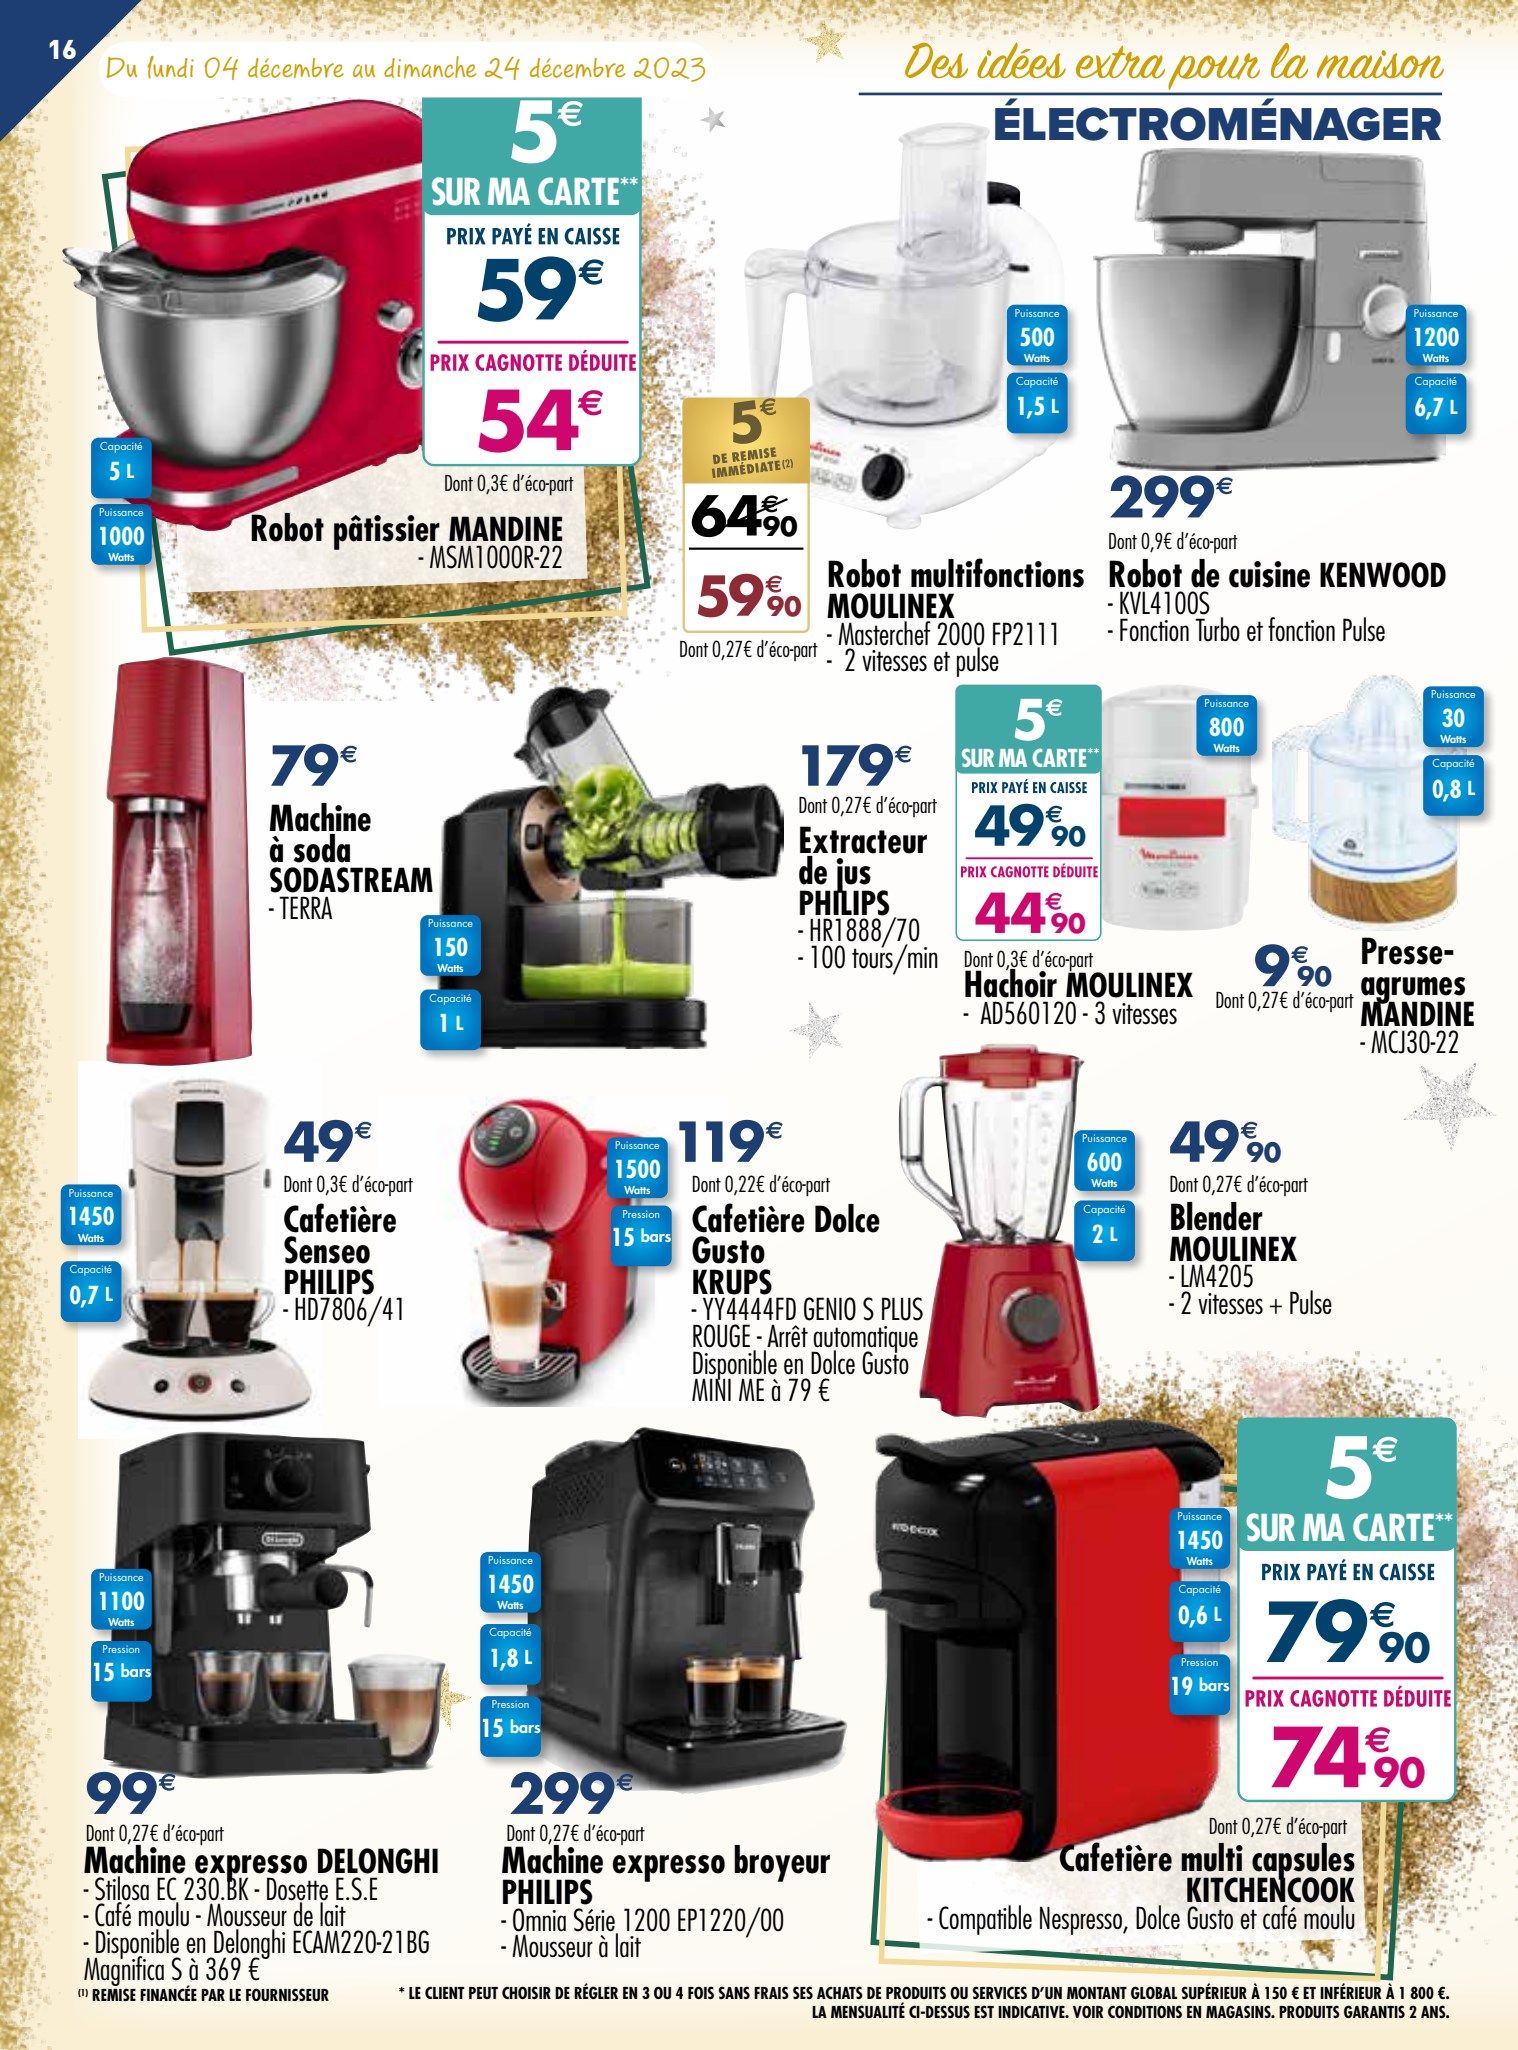 16
Du lundi 04 décembre au dimanche 24 décembre 2023
Des idées extra pour la maison
ÉLECTROMÉNAGER
5€
SUR MA CARTE**
PRIX PAYÉ EN CAISSE
59€
PRIX CAGNOTTE DÉDUITE
54€
Dont 0,3€ d'éco-part
Capacité
5 L
Puissance
1000
Watts
Robot pâtissier MANDINE
- MSM1000R-22
5€
DE REMISE
IMMÉDIATE(2)
64€90
59€90
Dont 0,27€ d'éco-part
Puissance
500
Watts
Capacité
1,5 L
Robot multifonctions
MOULINEX
- Masterchef 2000 FP2111
- 2 vitesses et pulse
Puissance
1200
Watts
Capacité
6,7 L
299€
Dont 0,9€ d'éco-part
Robot de cuisine KENWOOD
- KVL4100S
- Fonction Turbo et fonction Pulse
79€
Machine
à soda
SODASTREAM
- TERRA
Puissance
150
Watts
Capacité
1 L
179€
Dont 0,27€ d'éco-part
Extracteur
de jus
PHILIPS
- HR1888/70
- 100 tours/min
5€
SUR MA CARTE**
PRIX PAYÉ EN CAISSE
49€90
PRIX CAGNOTTE DÉDUITE
44€90
Dont 0,3€ d'éco-part
Puissance
800
Watts
Hachoir MOULINEX
- AD560120 - 3 vitesses
Puissance
30
Watts
Capacité
0,8 L
9€90
Dont 0,27€ d'éco-part
Presse-
agrumes
MANDINE
- MCJ30-22
Puissance
1450
Watts
Capacité
0,7 L
49€
Dont 0,3€ d'éco-part
Cafetière
Senseo
PHILIPS
- HD7806/41
Puissance
1500
Watts
Pression
15 bars
119€
Dont 0,22€ d'éco-part
Cafetière Dolce
Gusto
KRUPS
- YY4444FD GENIO S PLUS
ROUGE - Arrêt automatique
Disponible en Dolce Gusto
MINI ME à 79 €
Puissance
600
Watts
Capacité
2 L
49€90
Dont 0,27€ d'éco-part
Blender
MOULINEX
- LM4205
- 2 vitesses + Pulse
DeLonghi
Puissance
1100
Watts
Pression
15 bars
99€
Dont 0,27€ d'éco-part
Machine expresso DELONGHI
- Stilosa EC 230.BK - Dosette E.S.E
- Café moulu - Mousseur de lait
- Disponible en Delonghi ECAM220-21BG
Magnifica S à 369 €
Puissance
1450
Watts
Capacité
1,8 L
Pression
15 bars
299€
Dont 0,27€ d'éco-part
Machine expresso broyeur
PHILIPS
- Omnia Série 1200 EP1220/00
- Mousseur à lait
Puissance
1450
Watts
Capacité
0,6 L
Pression
19 bars
5€
SUR MA CARTE**
PRIX PAYÉ EN CAISSE
79€90
PRIX CAGNOTTE DÉDUITE
74€90
Dont 0,27€ d'éco-part
Cafetière multi capsules
KITCHENCOOK
- Compatible Nespresso, Dolce Gusto et café moulu
(1) REMISE FINANCÉE PAR LE FOURNISSEUR
* LE CLIENT PEUT CHOISIR DE RÉGLER EN 3 OU 4 FOIS SANS FRAIS SES ACHATS DE PRODUITS OU SERVICES D'UN MONTANT GLOBAL SUPÉRIEUR À 150 € ET INFÉRIEUR À 1 800 €.
LA MENSUALITÉ CI-DESSUS EST INDICATIVE. VOIR CONDITIONS EN MAGASINS. PRODUITS GARANTIS 2 ANS.